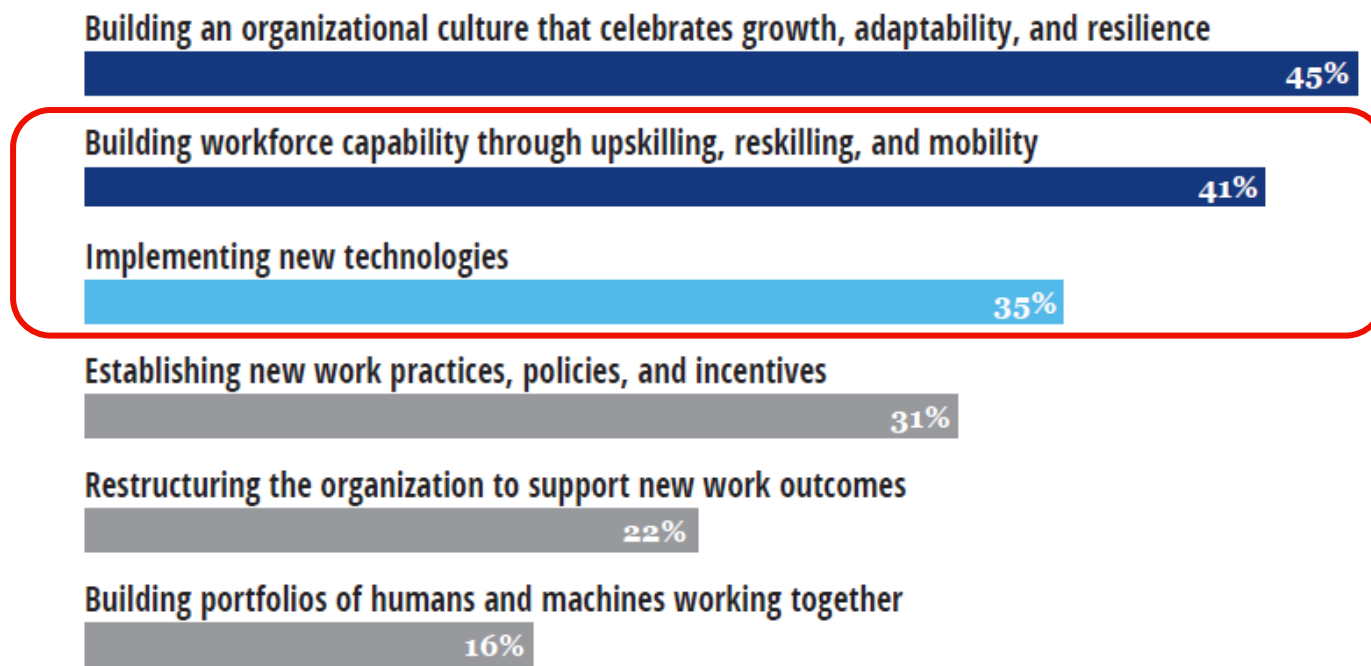 Building an organizational culture that celebrates growth, adaptability, and resilience
45%
Building workforce capability through upskilling, reskilling, and mobility
41%
Implementing new technologies
35%
Establishing new work practices, policies, and incentives
31%
Restructuring the organization to support new work outcomes
22%
Building portfolios of humans and machines working together
16%